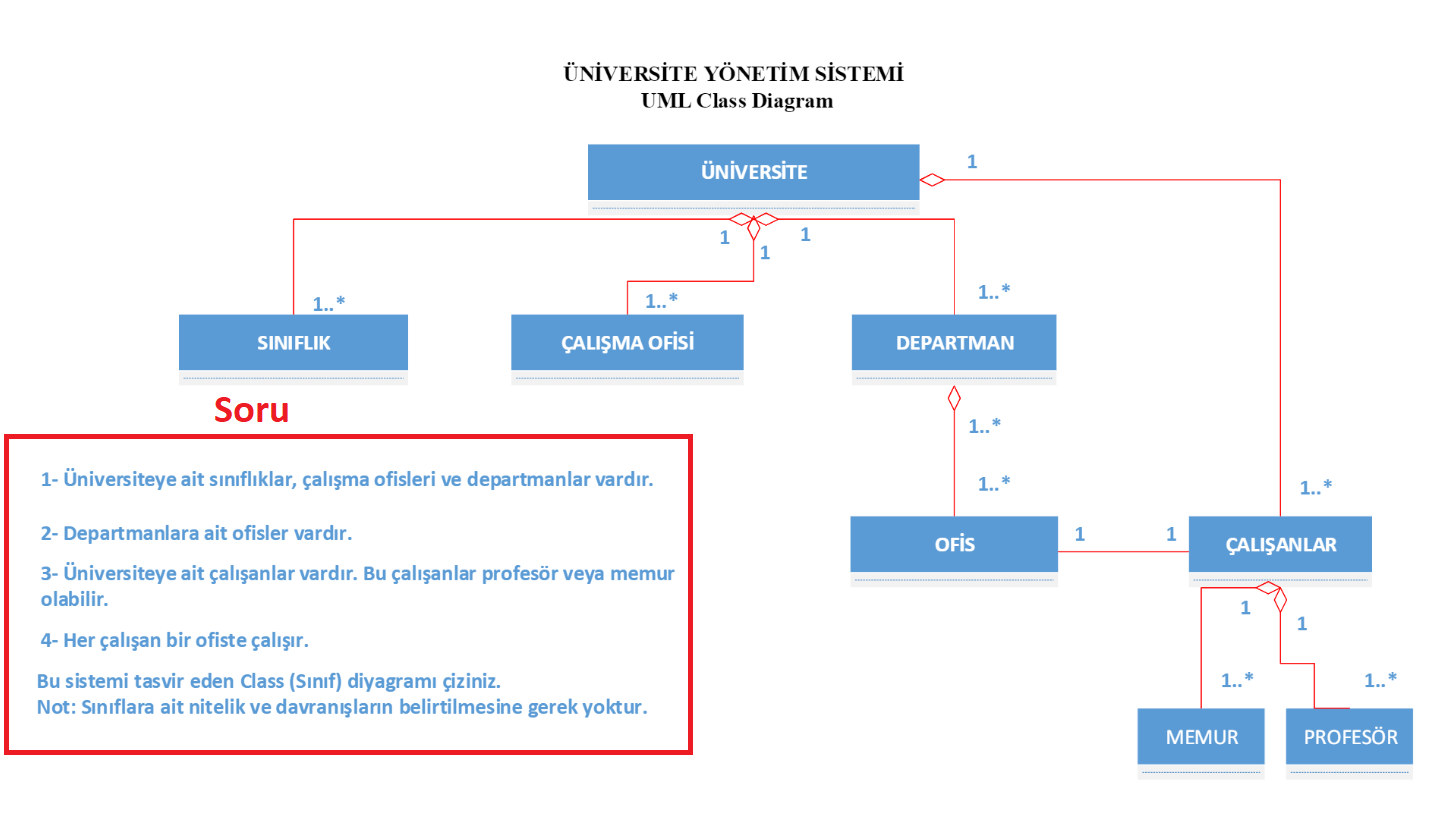 ÜNİVERSİTE YÖNETİM SİSTEMİ
UML Class Diagram
ÜNİVERSİTE
1
1
1
1
1..*
1..*
1..*
SINIFLIK
ÇALIŞMA OFİSİ
DEPARTMAN
Soru
1..*
1- Üniversiteye ait sınıflıklar, çalışma ofisleri ve departmanlar vardır.
1..*
1..*
2- Departmanlara ait ofisler vardır.
OFİS
1
1
ÇALIŞANLAR
3- Üniversiteye ait çalışanlar vardır. Bu çalışanlar profesör veya memur
olabilir.
1
1
4- Her çalışan bir ofiste çalışır.
1..*
1..*
Bu sistemi tasvir eden Class (Sınıf) diyagramı çiziniz.
Not: Sınıflara ait nitelik ve davranışların belirtilmesine gerek yoktur.
MEMUR
PROFESÖR